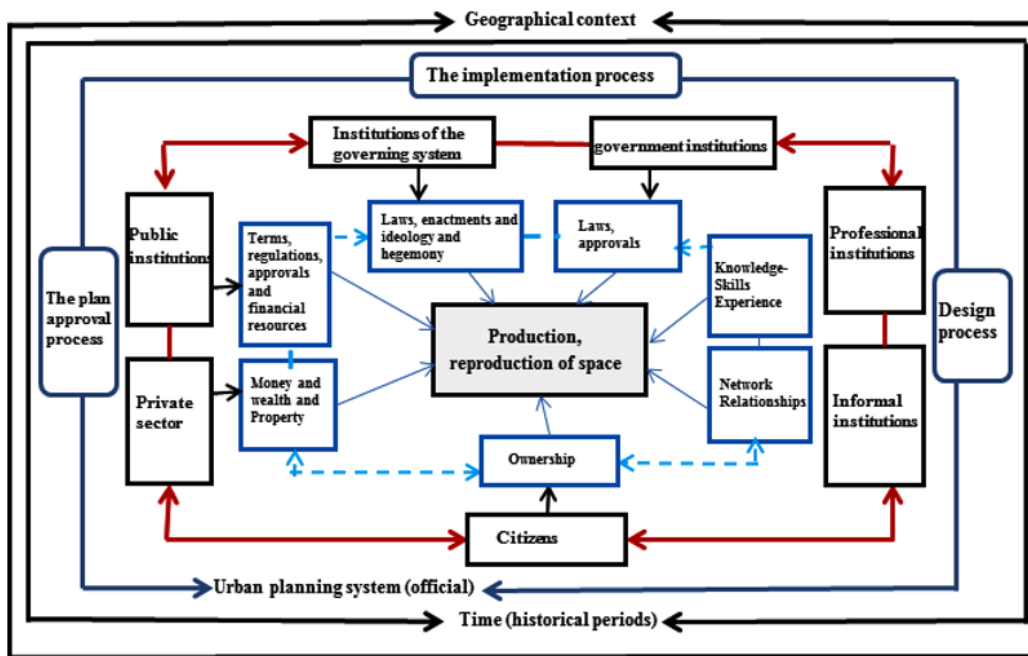 Geographical context
The implementation process
Institutions of the
governing system
government institutions
Public
institutions
Terms,
regulations,
approvals
and
financial
resources
Laws, enactments and
ideology and
hegemony
Laws,
approvals
Knowledge-
Skills
Experience
Professional
institutions
The plan
approval
process
Production,
reproduction of space
Design
process
Private
sector
Money and
wealth and
Property
Network
Relationships
Informal
institutions
Ownership
Citizens
Urban planning system (official)
Time (historical periods)